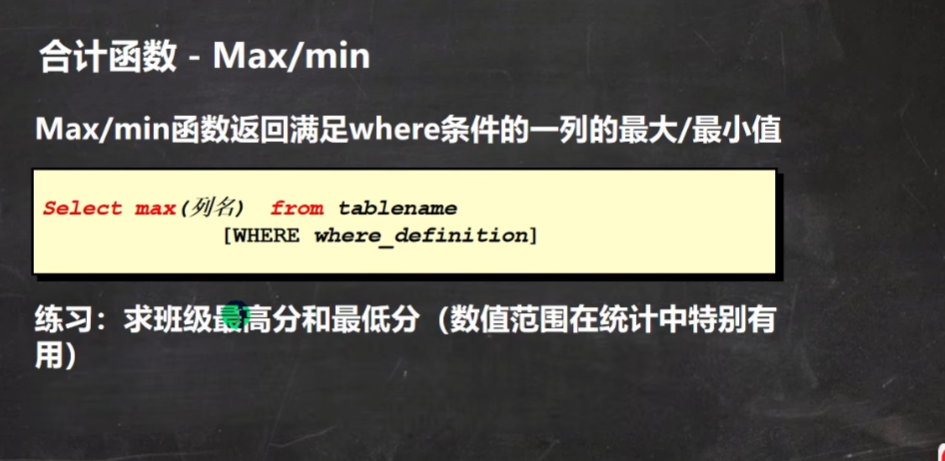 合计函数 - Max/min
Max/min函数返回满足where条件的一列的最大/最小值
Select max(列名) from tablename
[WHERE where_definition]
练习：求班级最高分和最低分（数值范围在统计中特别有
用）